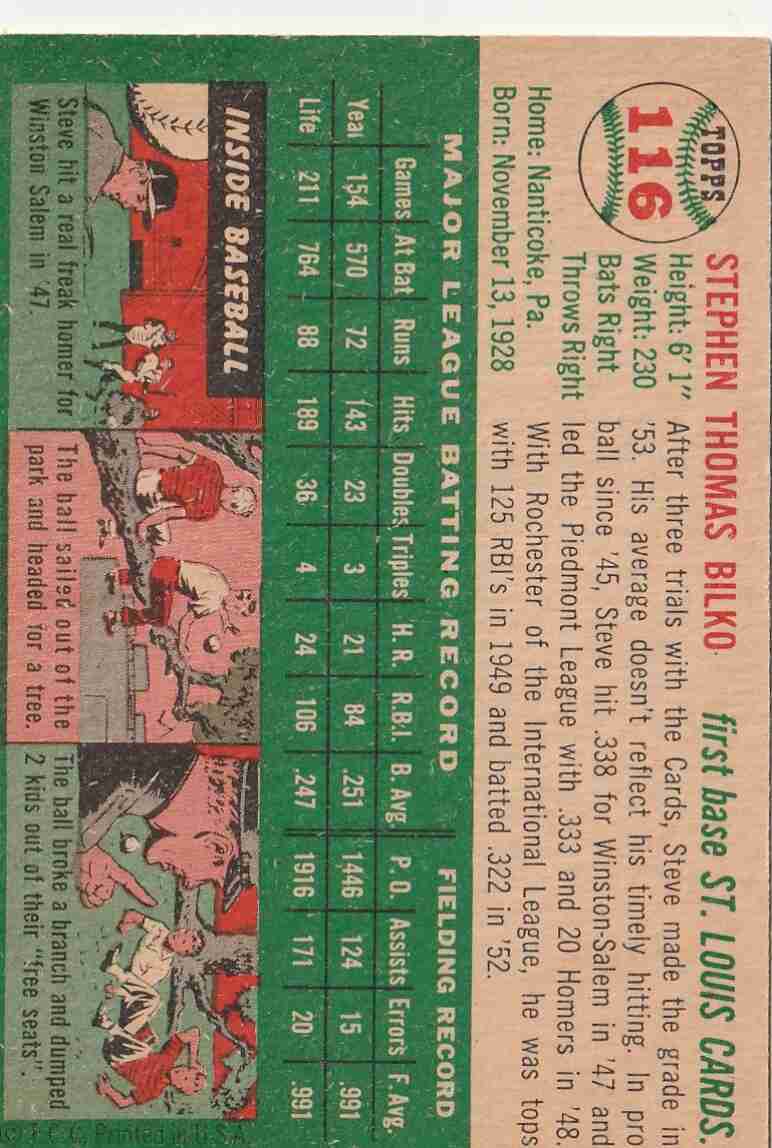 TOPPS
116
STEPHEN THOMAS BILKO first base ST. LOUIS CARDS
Height: 6'1"
Weight: 230
Bats Right
Throws Right
Home: Nanticoke, Pa.
Born: November 13, 1928
After three trials with the Cards, Steve made the grade in
'53. His average doesn't reflect his timely hitting. In pro
ball since '45, Steve hit .338 for Winston-Salem in '47 and
led the Piedmont League with .333 and 20 Homers in '48.
With Rochester of the International League, he was tops
with 125 RBI's in 1949 and batted .322 in '52.
MAJOR LEAGUE BATTING RECORD FIELDING RECORD
Games At Bat Runs Hits Doubles Triples H. R. R.B.I. B. Avg. P. O. Assists Errors F. Avg.
Year 154 570 72 143 23 3 21 84 .251 1446 124 15 .991
Life 211 764 88 189 36 4 24 106 .247 1916 171 20 .991
INSIDE BASEBALL
Steve hit a real freak homer for
Winston Salem in '47.
The ball sailed out of the
park and headed for a tree.
The ball broke a branch and dumped
2 kids out of their "free seats".
© T.C.G. Printed in U.S.A.